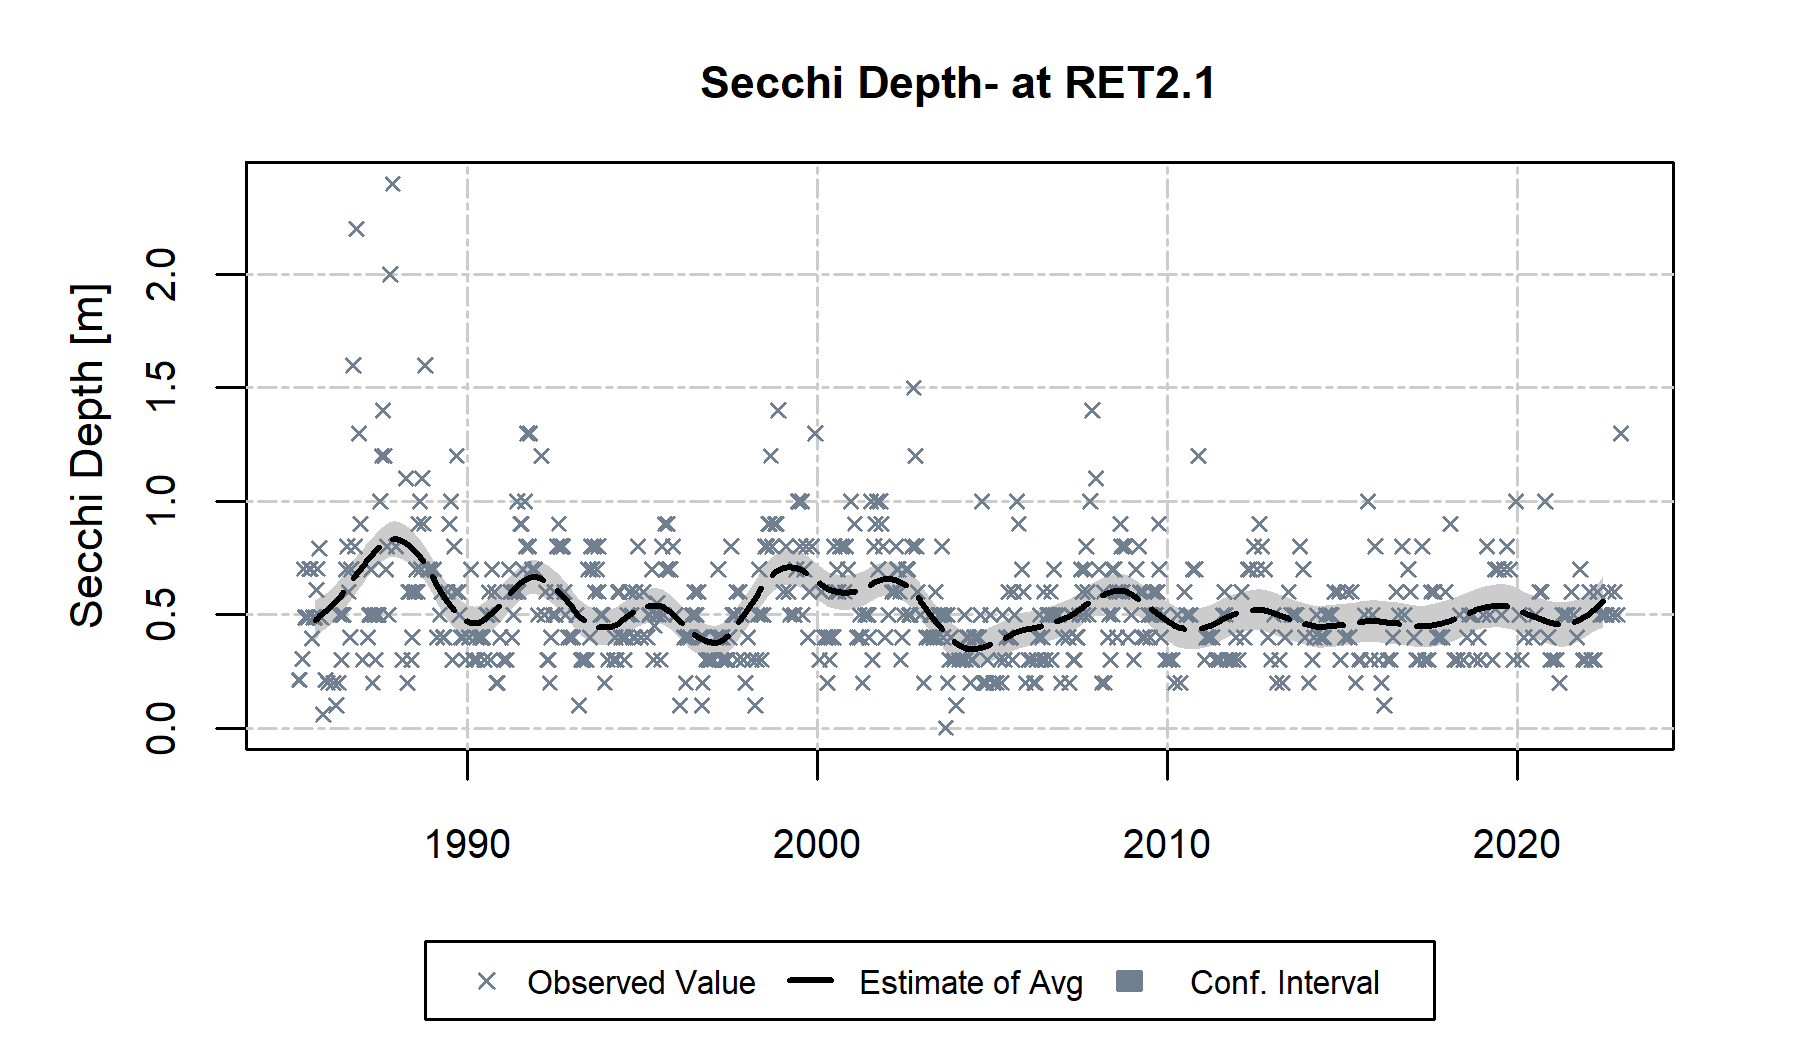 Secchi Depth- at RET2.1
Secchi Depth [m]
2.0
1.5
1.0
0.5
0.0
1990 2000 2010 2020
Observed Value Estimate of Avg Conf. Interval